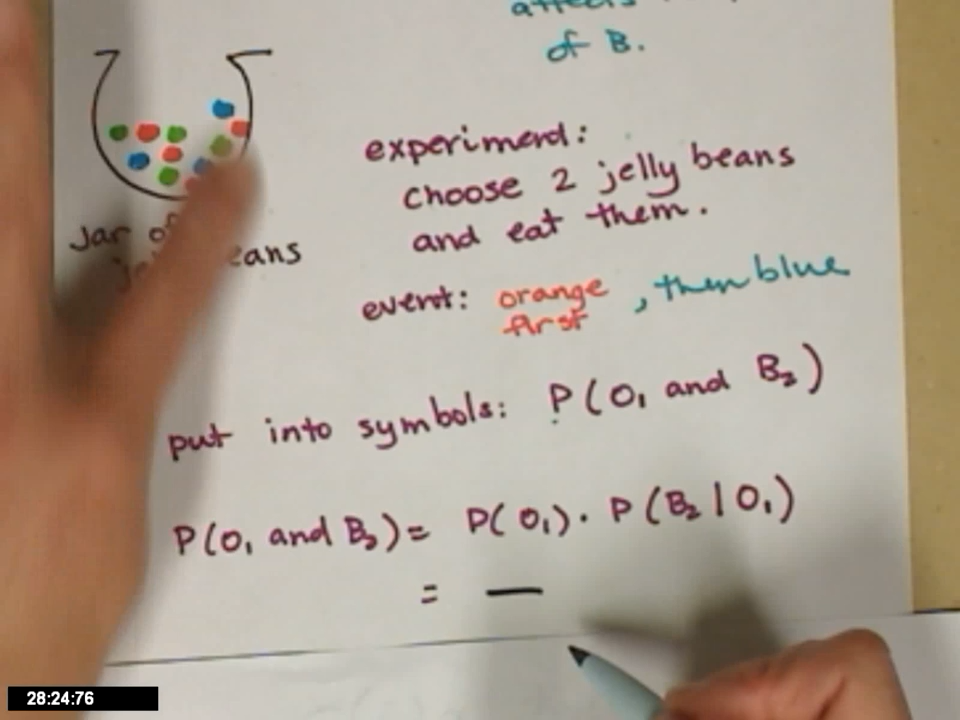 affects
of B.
experiment:
choose 2 jelly beans
and eat them.
Jar of eans
event: orange , then blue
first
put into symbols: P(O₁ and B₂)
P(O₁ and B₂) = P(O₁) · P(B₂ | O₁)
= —
28:24:76